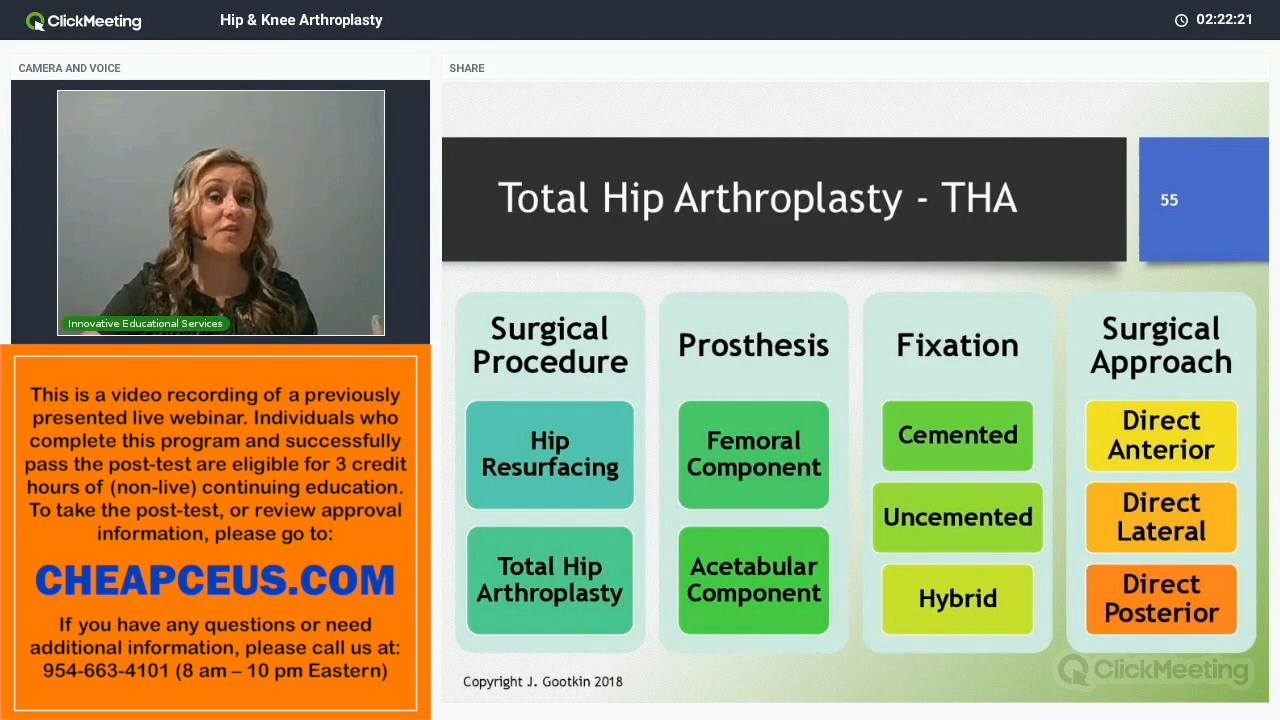 ClickMeeting
Hip & Knee Arthroplasty
02:22:21
CAMERA AND VOICE
Innovative Educational Services
This is a video recording of a previously
presented live webinar. Individuals who
complete this program and successfully
pass the post-test are eligible for 3 credit
hours of (non-live) continuing education.
To take the post-test, or review approval
information, please go to:
CHEAPCEUS.COM
If you have any questions or need
additional information, please call us at:
954-663-4101 (8 am – 10 pm Eastern)
SHARE
Total Hip Arthroplasty - THA
55
Surgical
Procedure
Hip
Resurfacing
Total Hip
Arthroplasty
Prosthesis
Femoral
Component
Acetabular
Component
Fixation
Cemented
Uncemented
Hybrid
Surgical
Approach
Direct
Anterior
Direct
Lateral
Direct
Posterior
Copyright J. Gootkin 2018
ClickMeeting